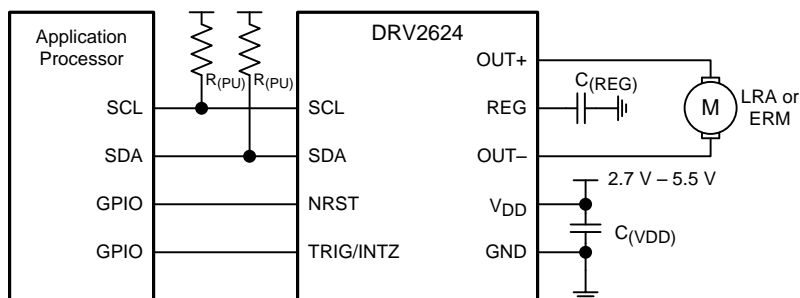 Application
Processor
SCL
SDA
GPIO
GPIO
R(PU)
R(PU)
DRV2624
SCL
SDA
NRST
TRIG/INTZ
OUT+
REG
OUT–
VDD
GND
C(REG)
M
LRA or
ERM
2.7 V – 5.5 V
C(VDD)